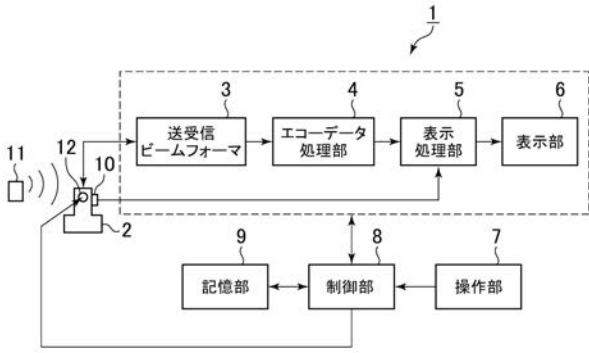 1
3
4
5
6
送受信
ビームフォーマ
エコーデータ
処理部
表示
処理部
表示部
11
12
10
2
9
8
7
記憶部
制御部
操作部